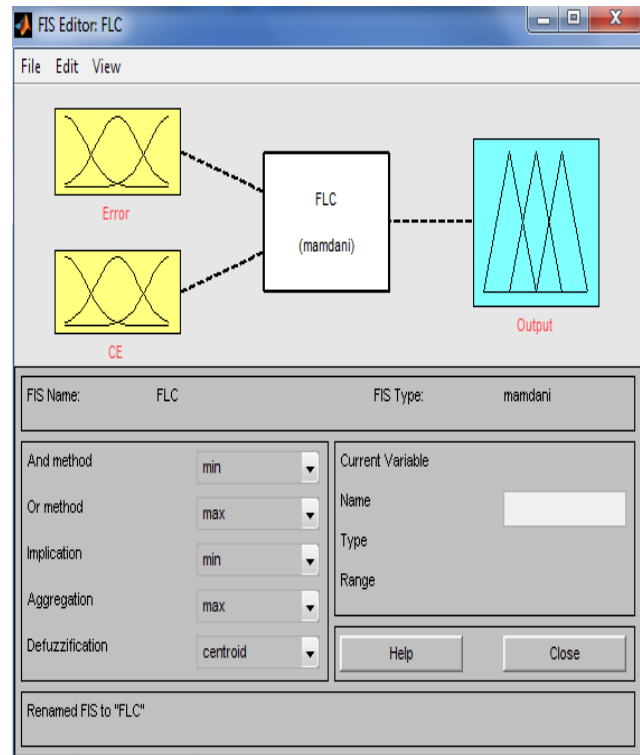 FIS Editor: FLC
File Edit View
Error
FLC
(mamdani)
CE
Output
FIS Name: FLC FIS Type: mamdani
And method min
Or method max
Implication min
Aggregation max
Defuzzification centroid
Current Variable
Name
Type
Range
Help Close
Renamed FIS to "FLC"